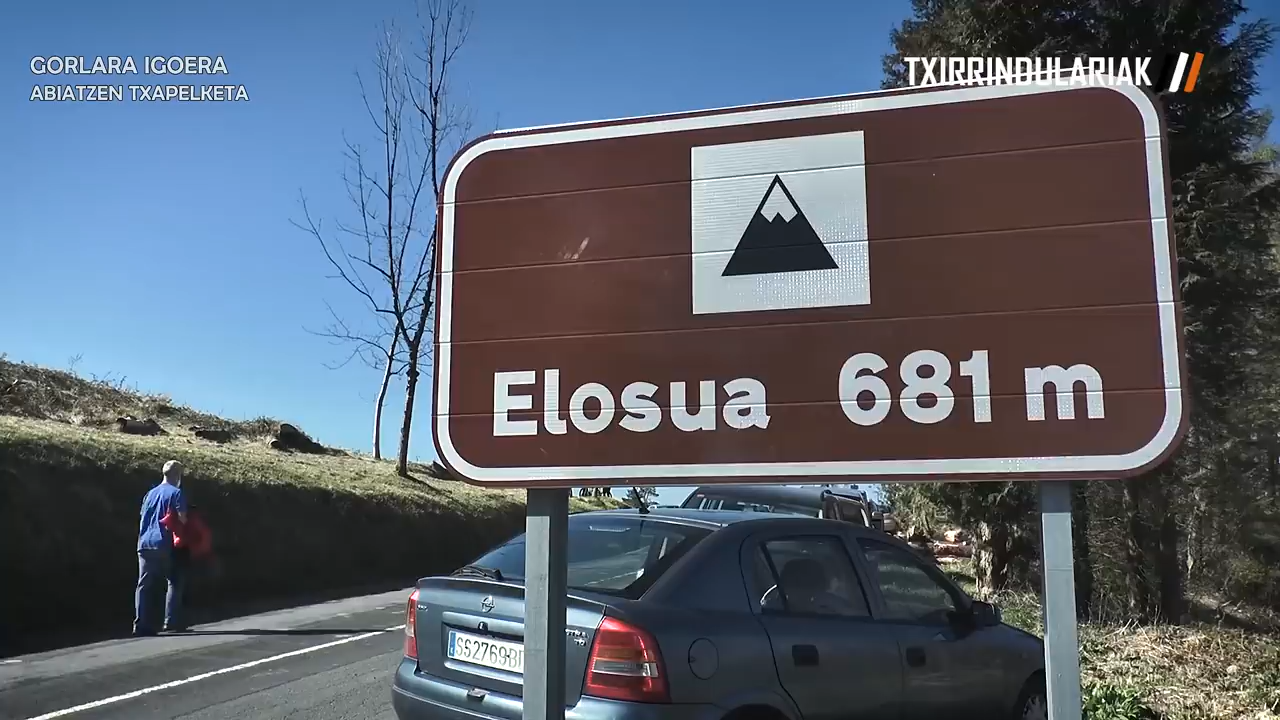 GORLARA IGOERA
ABIATZEN TXAPELKETA
TXIRRINDULARIAK
Elosua 681 m